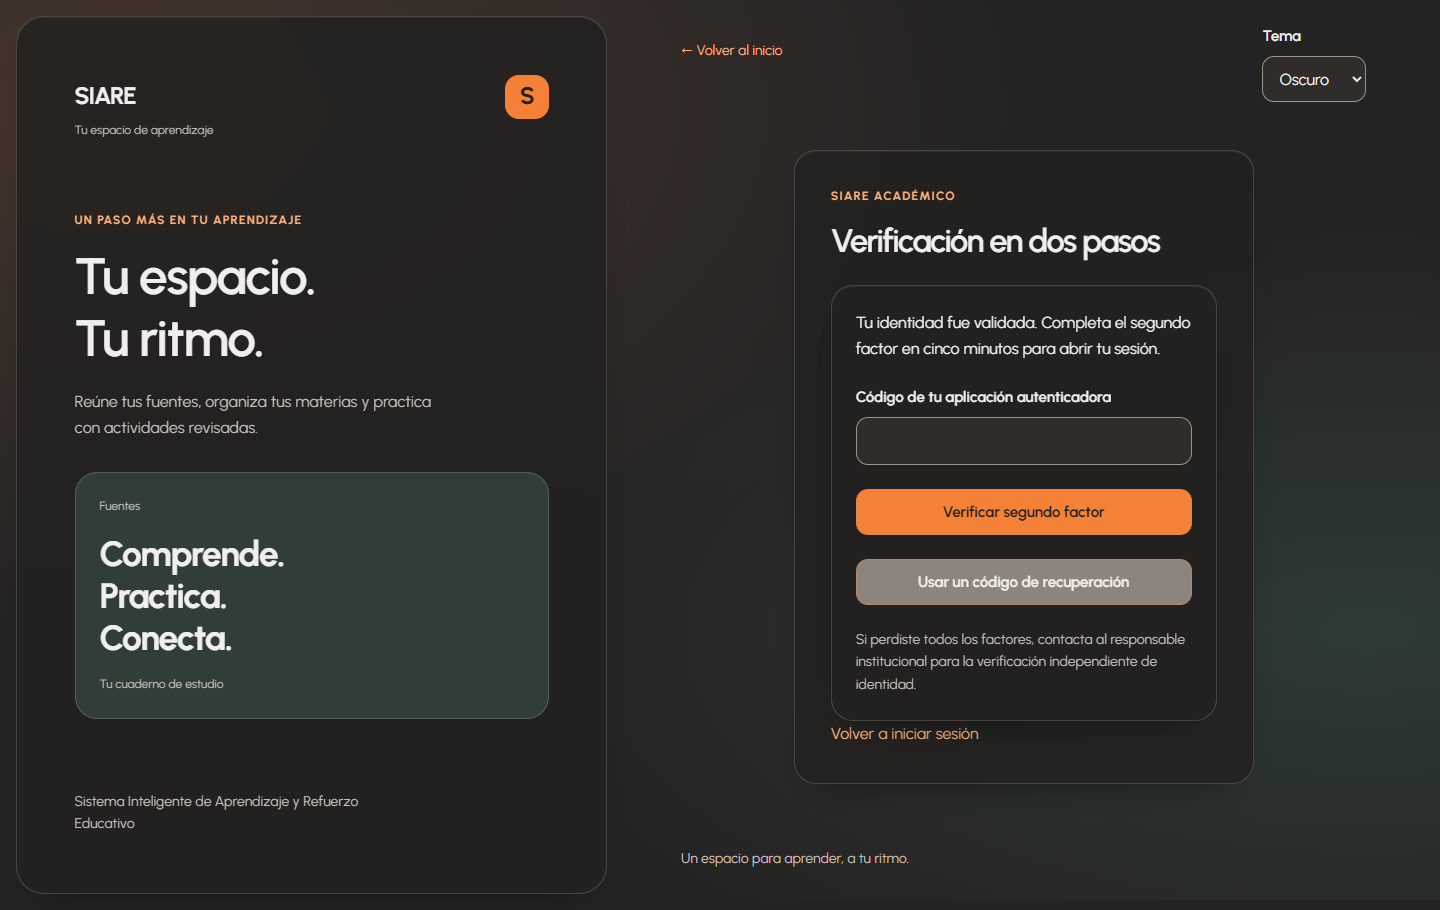 SIARE
S
Tu espacio de aprendizaje
UN PASO MÁS EN TU APRENDIZAJE
Tu espacio.
Tu ritmo.
Reúne tus fuentes, organiza tus materias y practica
con actividades revisadas.
Fuentes
Comprende.
Practica.
Conecta.
Tu cuaderno de estudio
Sistema Inteligente de Aprendizaje y Refuerzo
Educativo
← Volver al inicio
Tema
Oscuro
SIARE ACADÉMICO
Verificación en dos pasos
Tu identidad fue validada. Completa el segundo
factor en cinco minutos para abrir tu sesión.
Código de tu aplicación autenticadora
Verificar segundo factor
Usar un código de recuperación
Si perdiste todos los factores, contacta al responsable
institucional para la verificación independiente de
identidad.
Volver a iniciar sesión
Un espacio para aprender, a tu ritmo.